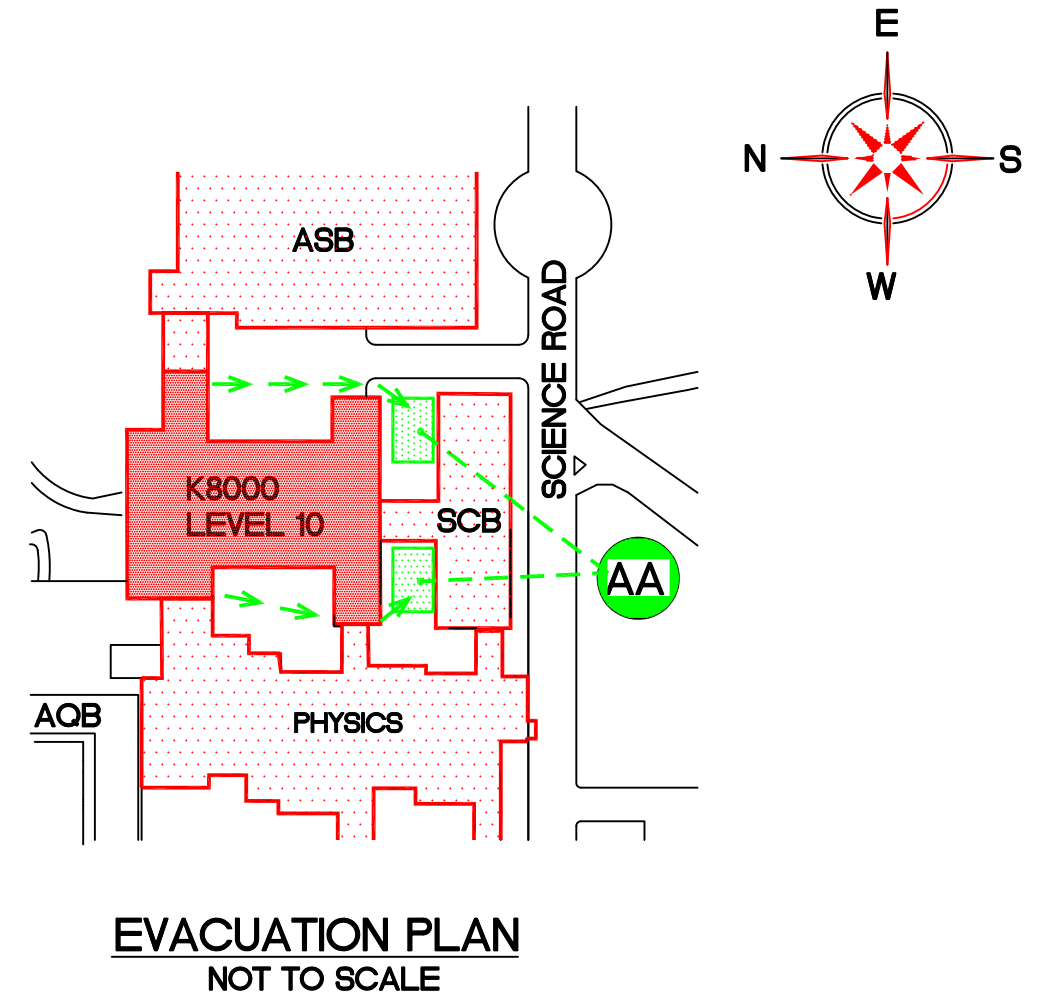 E
N
S
W
ASB
SCIENCE ROAD
K8000
LEVEL 10
SCB
AA
AQB
PHYSICS
EVACUATION PLAN
NOT TO SCALE